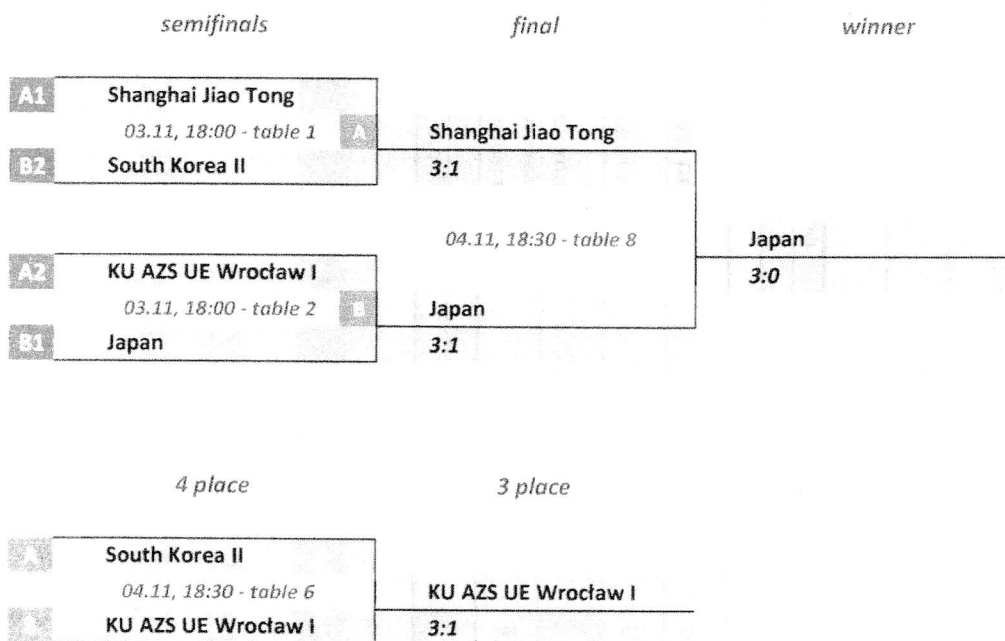 semifinals final winner
A1 Shanghai Jiao Tong
03.11, 18:00 - table 1 A Shanghai Jiao Tong
B2 South Korea II 3:1
04.11, 18:30 - table 8 Japan
A2 KU AZS UE Wrocław I 3:0
03.11, 18:00 - table 2 B Japan
B1 Japan 3:1
4 place 3 place
A South Korea II
04.11, 18:30 - table 6 KU AZS UE Wrocław I
KU AZS UE Wrocław I 3:1